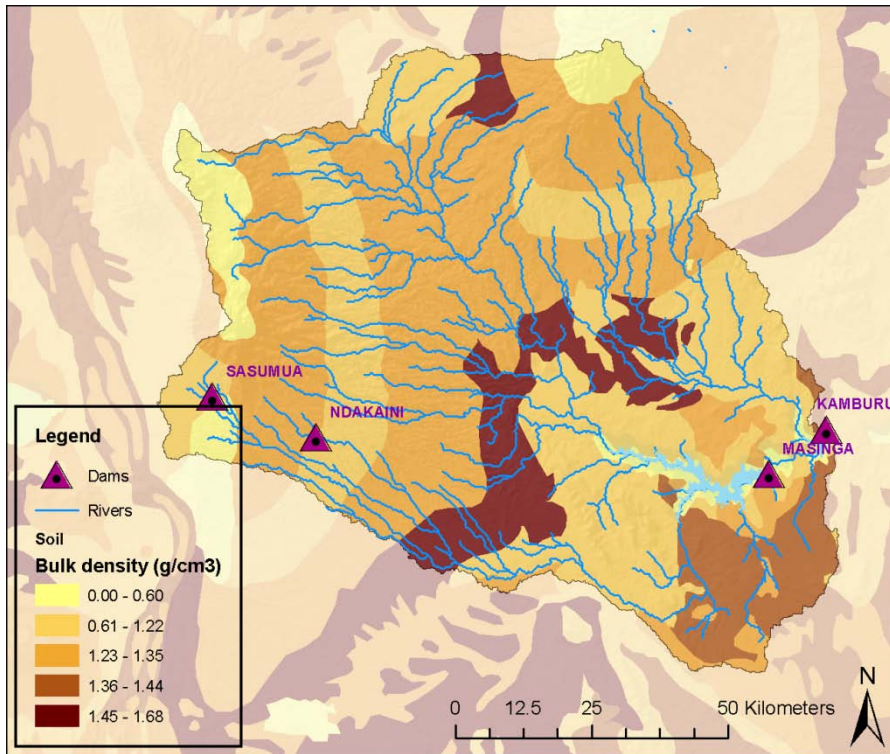 SASUMUA
NDAKAINI
KAMBURU
MASINGA
Legend
Dams
Rivers
Soil
Bulk density (g/cm3)
0.00 - 0.60
0.61 - 1.22
1.23 - 1.35
1.36 - 1.44
1.45 - 1.68
0 12.5 25 50 Kilometers
N